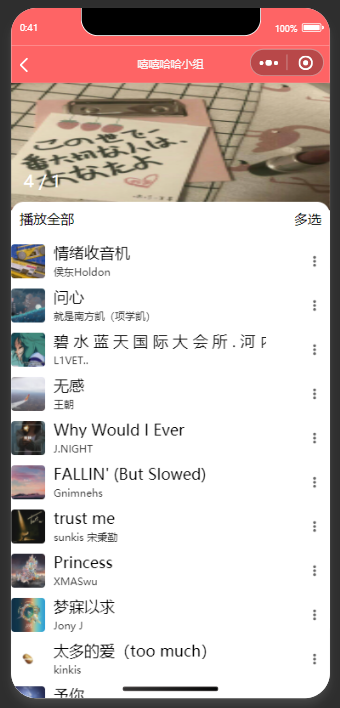 0:41
100%
嘻嘻哈哈小组
この世で一
番大切な人は、
あなたよ
4 / 1
播放全部
多选
情绪收音机
侯东Holdon
问心
就是南方凯（项学凯）
碧 水 蓝 天 国 际 大 会 所 . 河
L1VET..
无感
王朝
Why Would I Ever
J.NIGHT
FALLIN' (But Slowed)
Gnimnehs
trust me
sunkis 宋秉勋
Princess
XMASwu
梦寐以求
Jony J
太多的爱（too much）
kinkis
予你